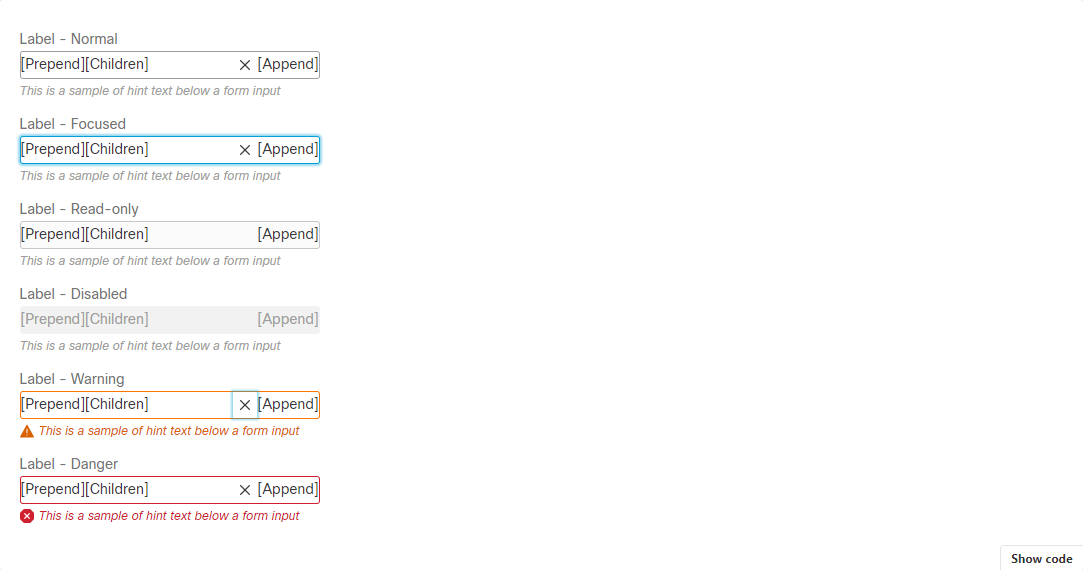 Label - Normal
[Prepend][Children] [Append]
This is a sample of hint text below a form input
Label - Focused
[Prepend][Children] [Append]
This is a sample of hint text below a form input
Label - Read-only
[Prepend][Children] [Append]
This is a sample of hint text below a form input
Label - Disabled
[Prepend][Children] [Append]
This is a sample of hint text below a form input
Label - Warning
[Prepend][Children] [Append]
This is a sample of hint text below a form input
Label - Danger
[Prepend][Children] [Append]
This is a sample of hint text below a form input
Show code